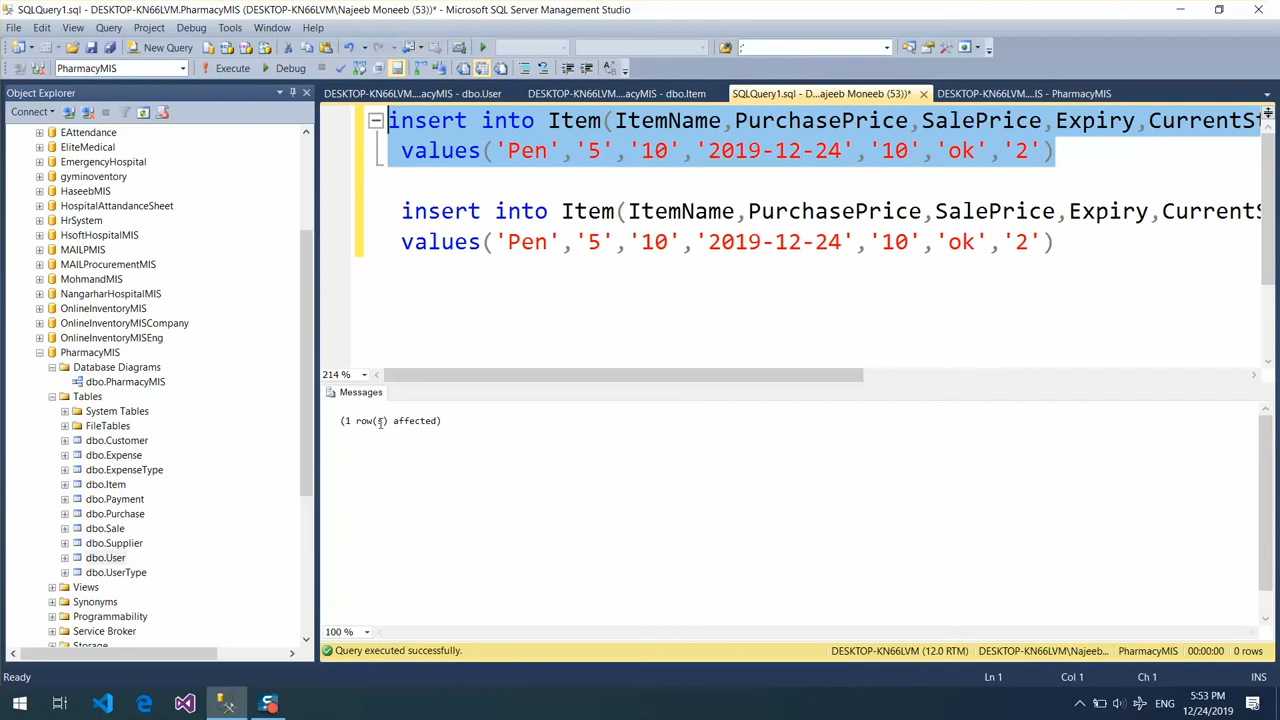 SQLQuery1.sql - DESKTOP-KN66LVM.PharmacyMIS (DESKTOP-KN66LVM\Najeeb Moneeb (53))* - Microsoft SQL Server Management Studio
File Edit View Query Project Debug Tools Window Help
New Query
PharmacyMIS Execute Debug
Object Explorer
DESKTOP-KN66LVM....acyMIS - dbo.User DESKTOP-KN66LVM....acyMIS - dbo.Item SQLQuery1.sql - D...ajeeb Moneeb (53))* DESKTOP-KN66LVM....IS - PharmacyMIS
Connect
EAttendance
EliteMedical
EmergencyHospital
gyminoventory
HaseebMIS
HospitalAttandanceSheet
HrSystem
HsoftHospitalMIS
MAILPMIS
MAILProcurementMIS
MohmandMIS
NangarharHospitalMIS
OnlineInventoryMIS
OnlineInventoryMISCompany
OnlineInventoryMISEng
PharmacyMIS
Database Diagrams
dbo.PharmacyMIS
Tables
System Tables
FileTables
dbo.Customer
dbo.Expense
dbo.ExpenseType
dbo.Item
dbo.Payment
dbo.Purchase
dbo.Sale
dbo.Supplier
dbo.User
dbo.UserType
Views
Synonyms
Programmability
Service Broker
Storage
insert into Item(ItemName,PurchasePrice,SalePrice,Expiry,CurrentSt
values('Pen','5','10','2019-12-24','10','ok','2')
insert into Item(ItemName,PurchasePrice,SalePrice,Expiry,CurrentS
values('Pen','5','10','2019-12-24','10','ok','2')
214 %
Messages
(1 row(s) affected)
100 %
Query executed successfully. DESKTOP-KN66LVM (12.0 RTM) DESKTOP-KN66LVM\Najeeb... PharmacyMIS 00:00:00 0 rows
Ready Ln 1 Col 1 Ch 1 INS
ENG
5:53 PM
12/24/2019